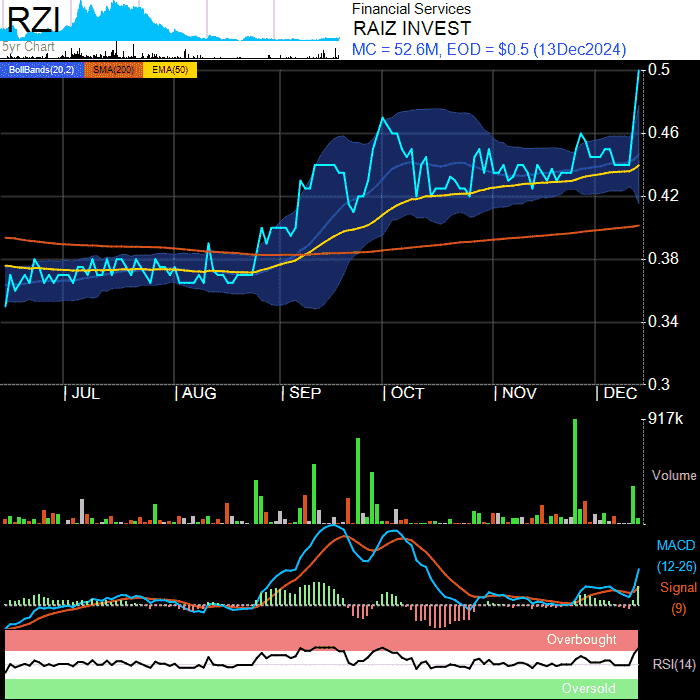 RZI
5yr Chart
Financial Services
RAIZ INVEST
MC = 52.6M, EOD = $0.5 (13Dec2024)
BollBands(20,2) SMA(200) EMA(50)
0.5
0.46
0.42
0.38
0.34
0.3
JUL AUG SEP OCT NOV DEC
917k
Volume
MACD
(12-26)
Signal
(9)
Overbought
RSI(14)
Oversold